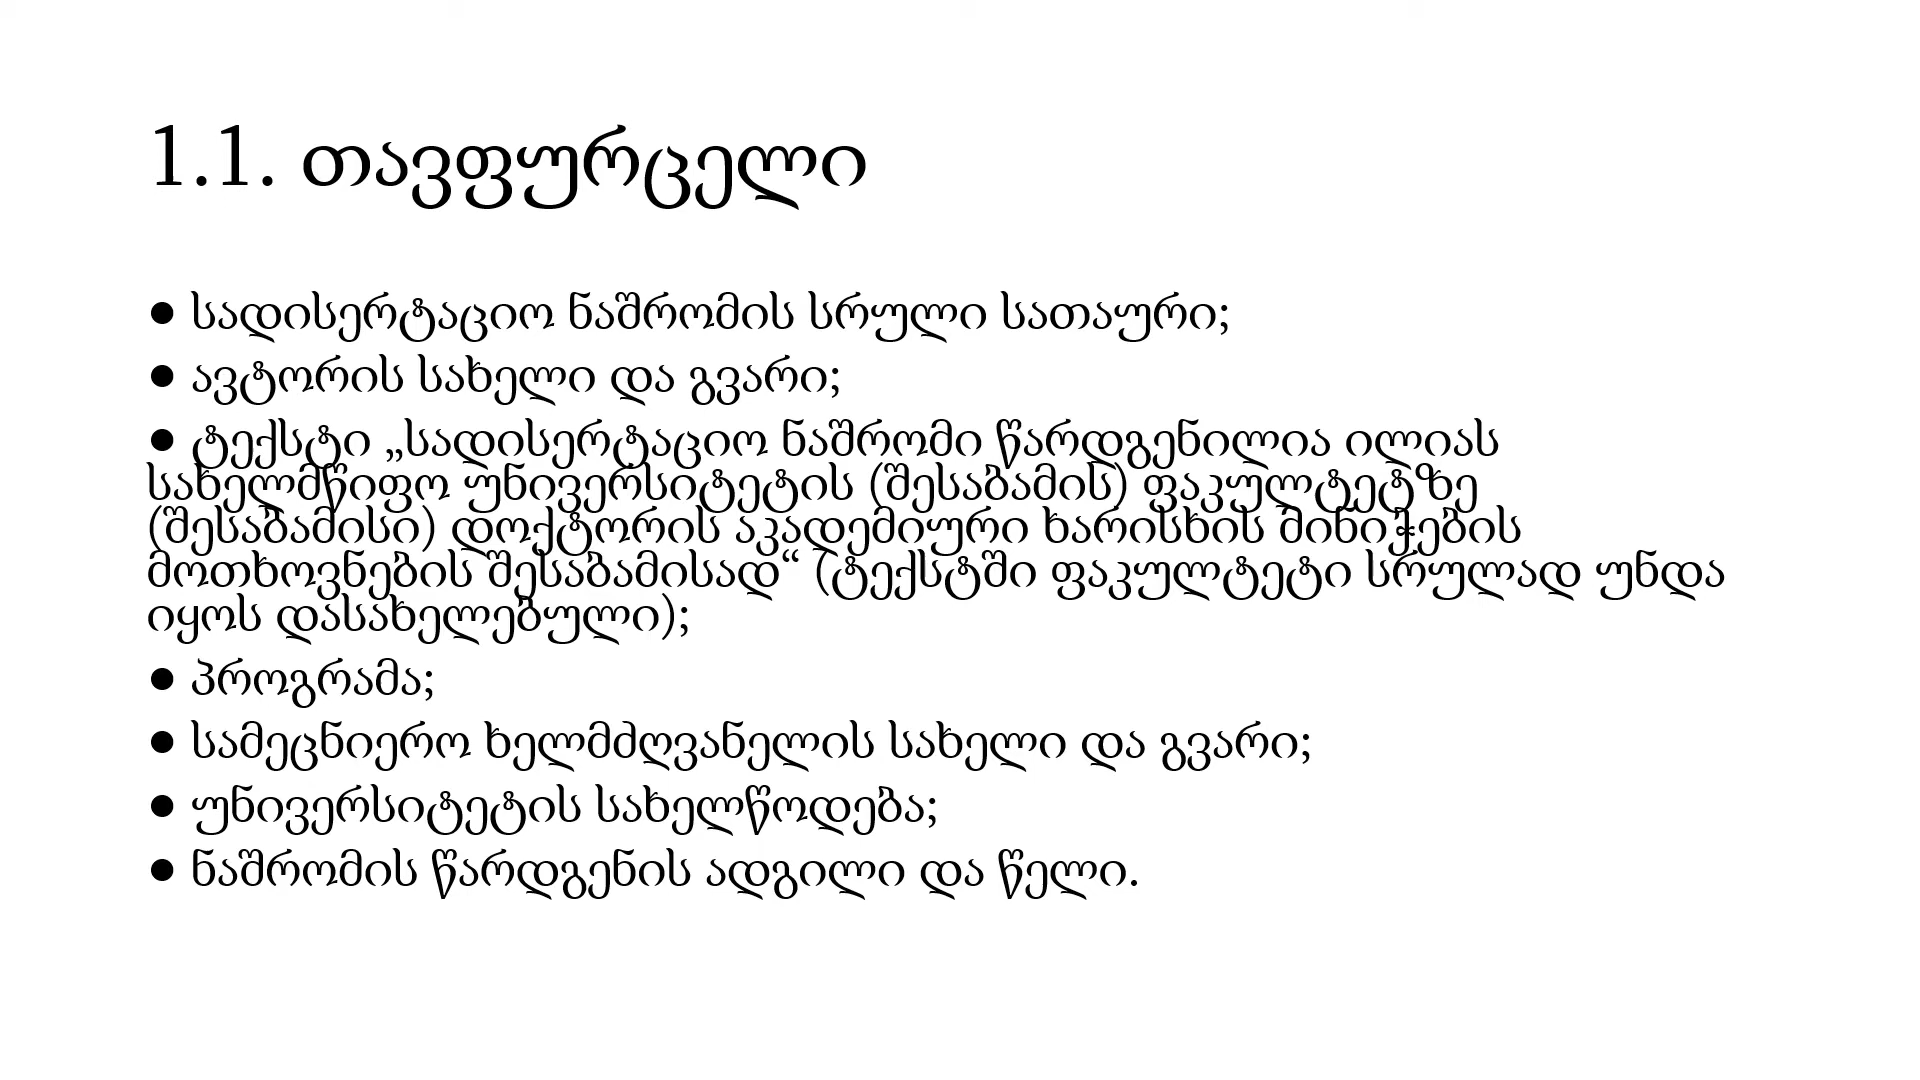 1.1. თავფურცელი
● სადისერტაციო ნაშრომის სრული სათაური;
● ავტორის სახელი და გვარი;
● ტექსტი „სადისერტაციო ნაშრომი წარდგენილია ილიას
სახელმწიფო უნივერსიტეტის (შესაბამის) ფაკულტეტზე
(შესაბამისი) დოქტორის აკადემიური ხარისხის მინიჭების
მოთხოვნების შესაბამისად“ (ტექსტში ფაკულტეტი სრულად უნდა
იყოს დასახელებული);
● პროგრამა;
● სამეცნიერო ხელმძღვანელის სახელი და გვარი;
● უნივერსიტეტის სახელწოდება;
● ნაშრომის წარდგენის ადგილი და წელი.